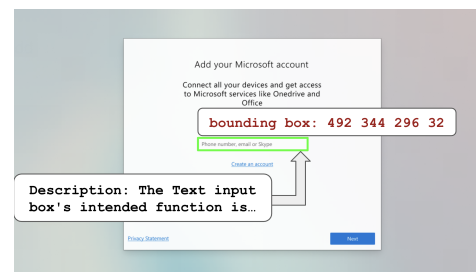 Add your Microsoft account
Connect all your devices and get access
to Microsoft services like Onedrive and
Office
bounding box: 492 344 296 32
Phone number, email or Skype
Create an account
Description: The Text input
box's intended function is…
Privacy Statement
Next